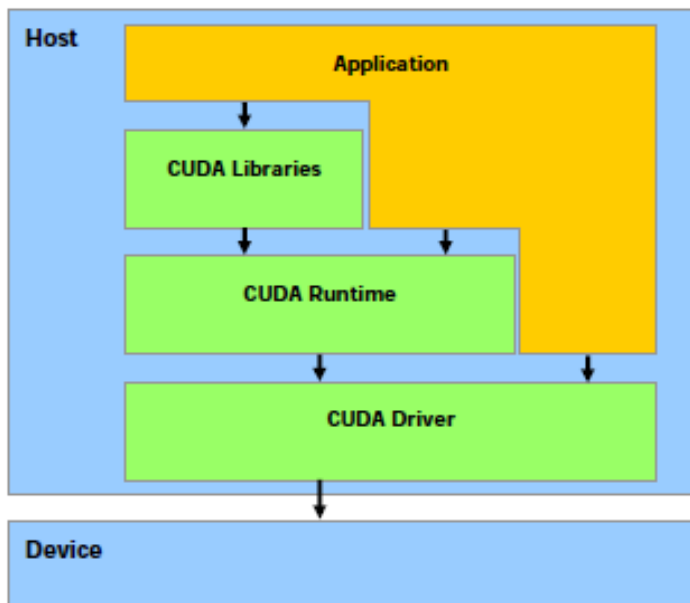 Host
Application
CUDA Libraries
CUDA Runtime
CUDA Driver
Device